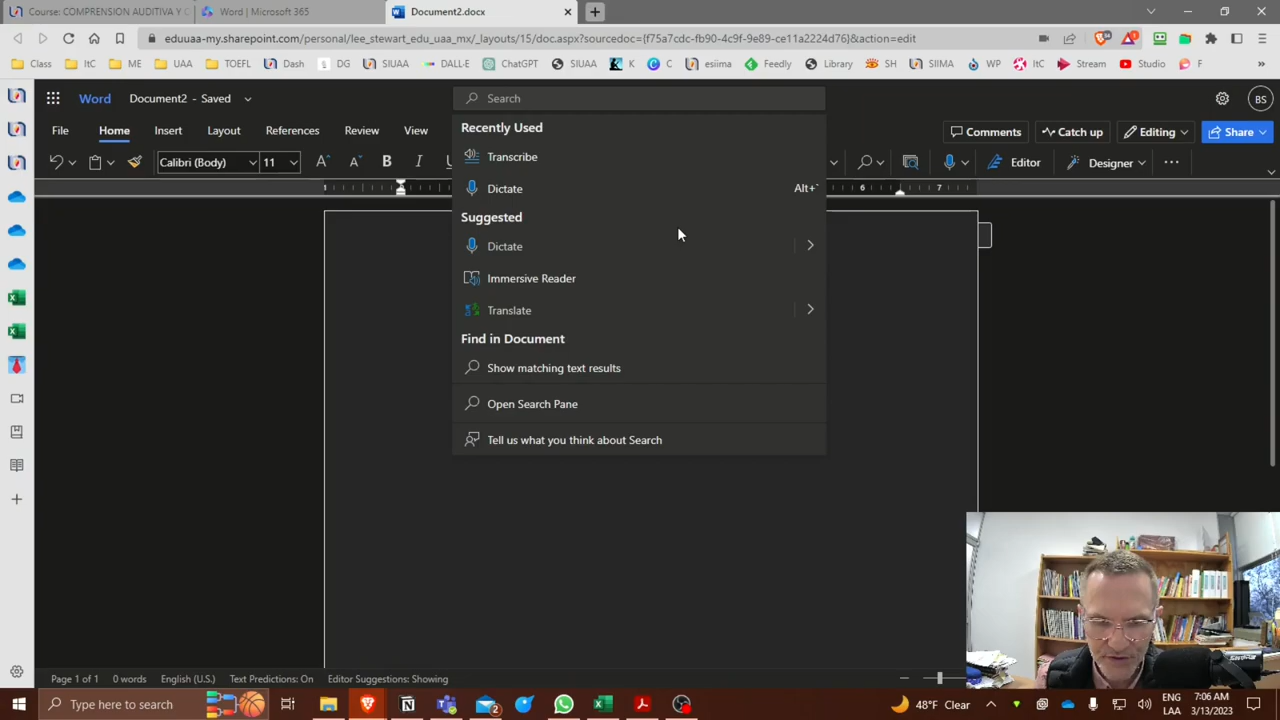 Course: COMPRENSION AUDITIVA Y C
Word | Microsoft 365
Document2.docx
eduuaa-my.sharepoint.com/personal/lee_stewart_edu_uaa_mx/_layouts/15/doc.aspx?sourcedoc={f75a7cdc-fb90-4c9f-9e89-ce11a2224d76}&action=edit
Class ItC ME UAA TOEFL Dash DG SIUAA DALL-E ChatGPT SIUAA K C esiima Feedly Library SH SIIMA WP ItC Stream Studio F
Word Document2 - Saved Search BS
File Home Insert Layout References Review View Comments Catch up Editing Share
Calibri (Body) 11 B I U Editor Designer
1 6 7
Recently Used
Transcribe
Dictate Alt+`
Suggested
Dictate
Immersive Reader
Translate
Find in Document
Show matching text results
Open Search Pane
Tell us what you think about Search
Page 1 of 1 0 words English (U.S.) Text Predictions: On Editor Suggestions: Showing
Type here to search 48°F Clear ENG LAA 7:06 AM 3/13/2023